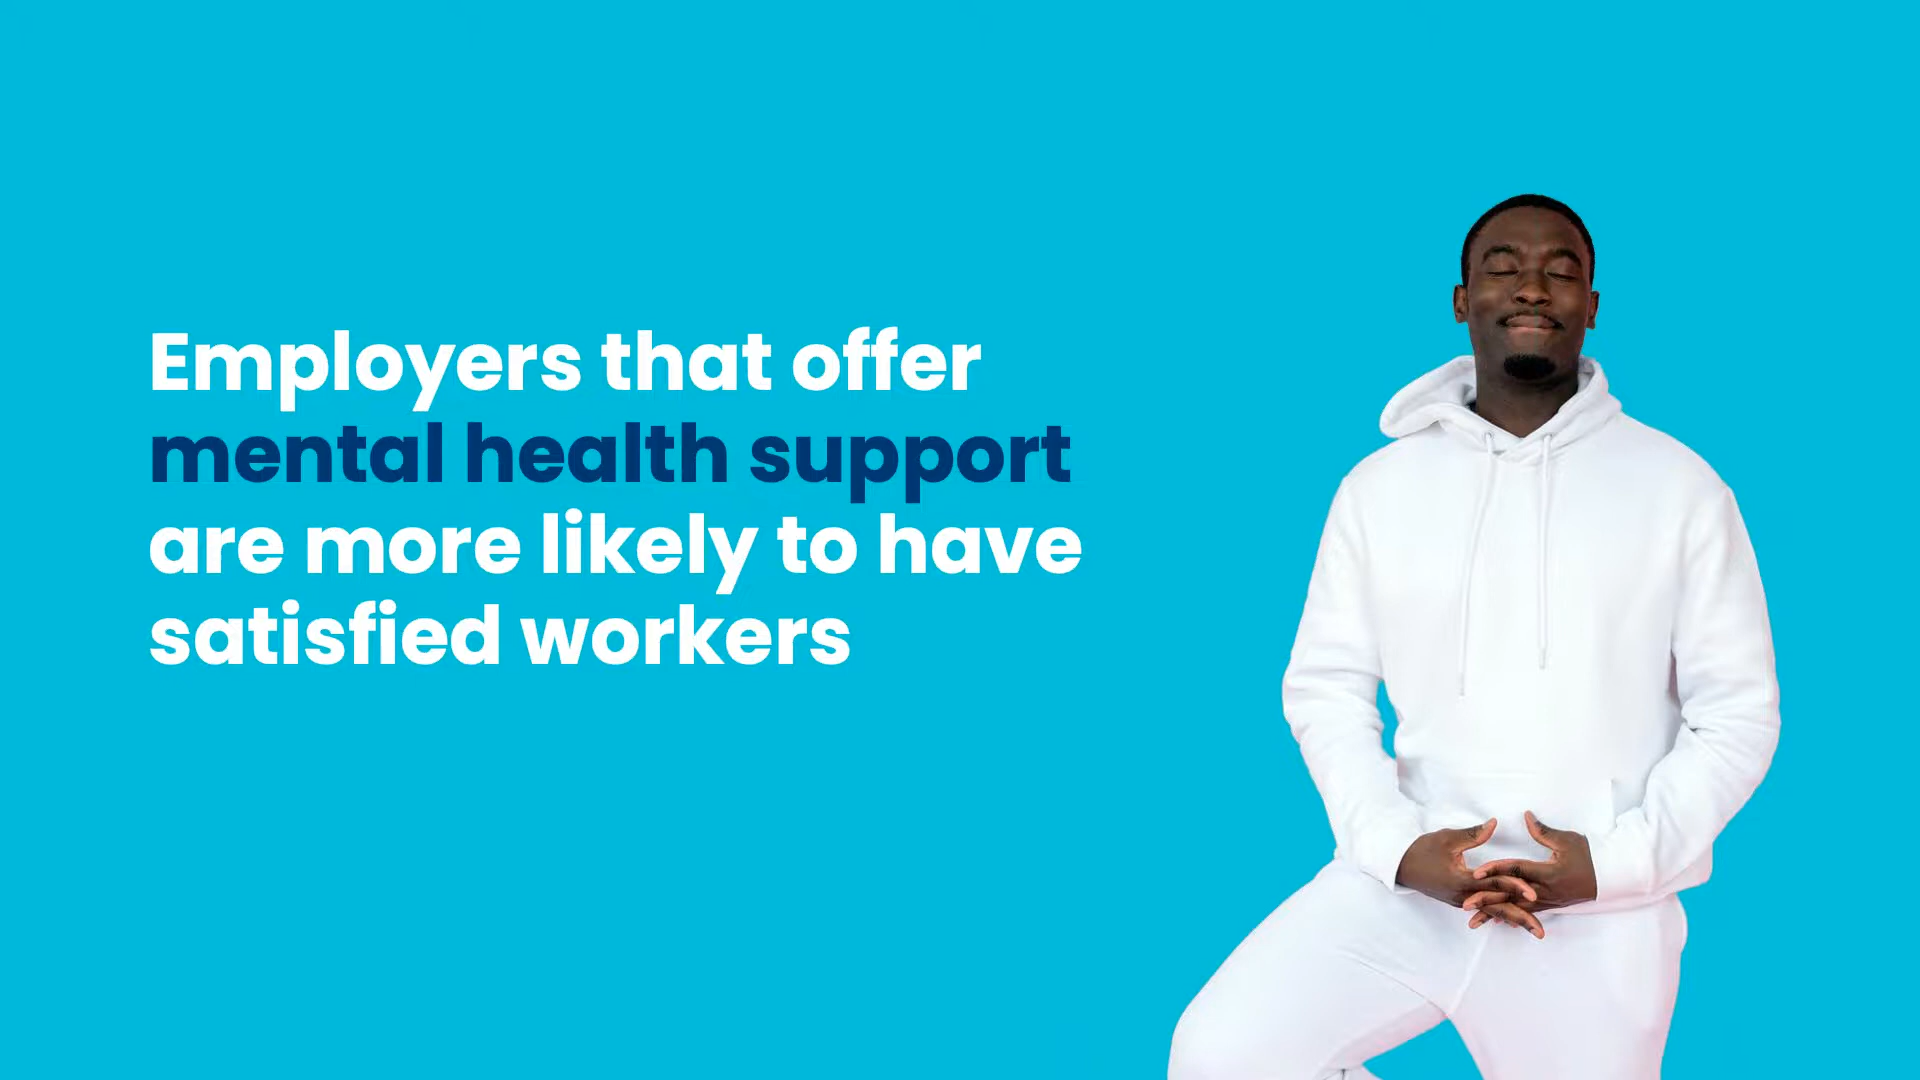 Employers that offer
mental health support
are more likely to have
satisfied workers